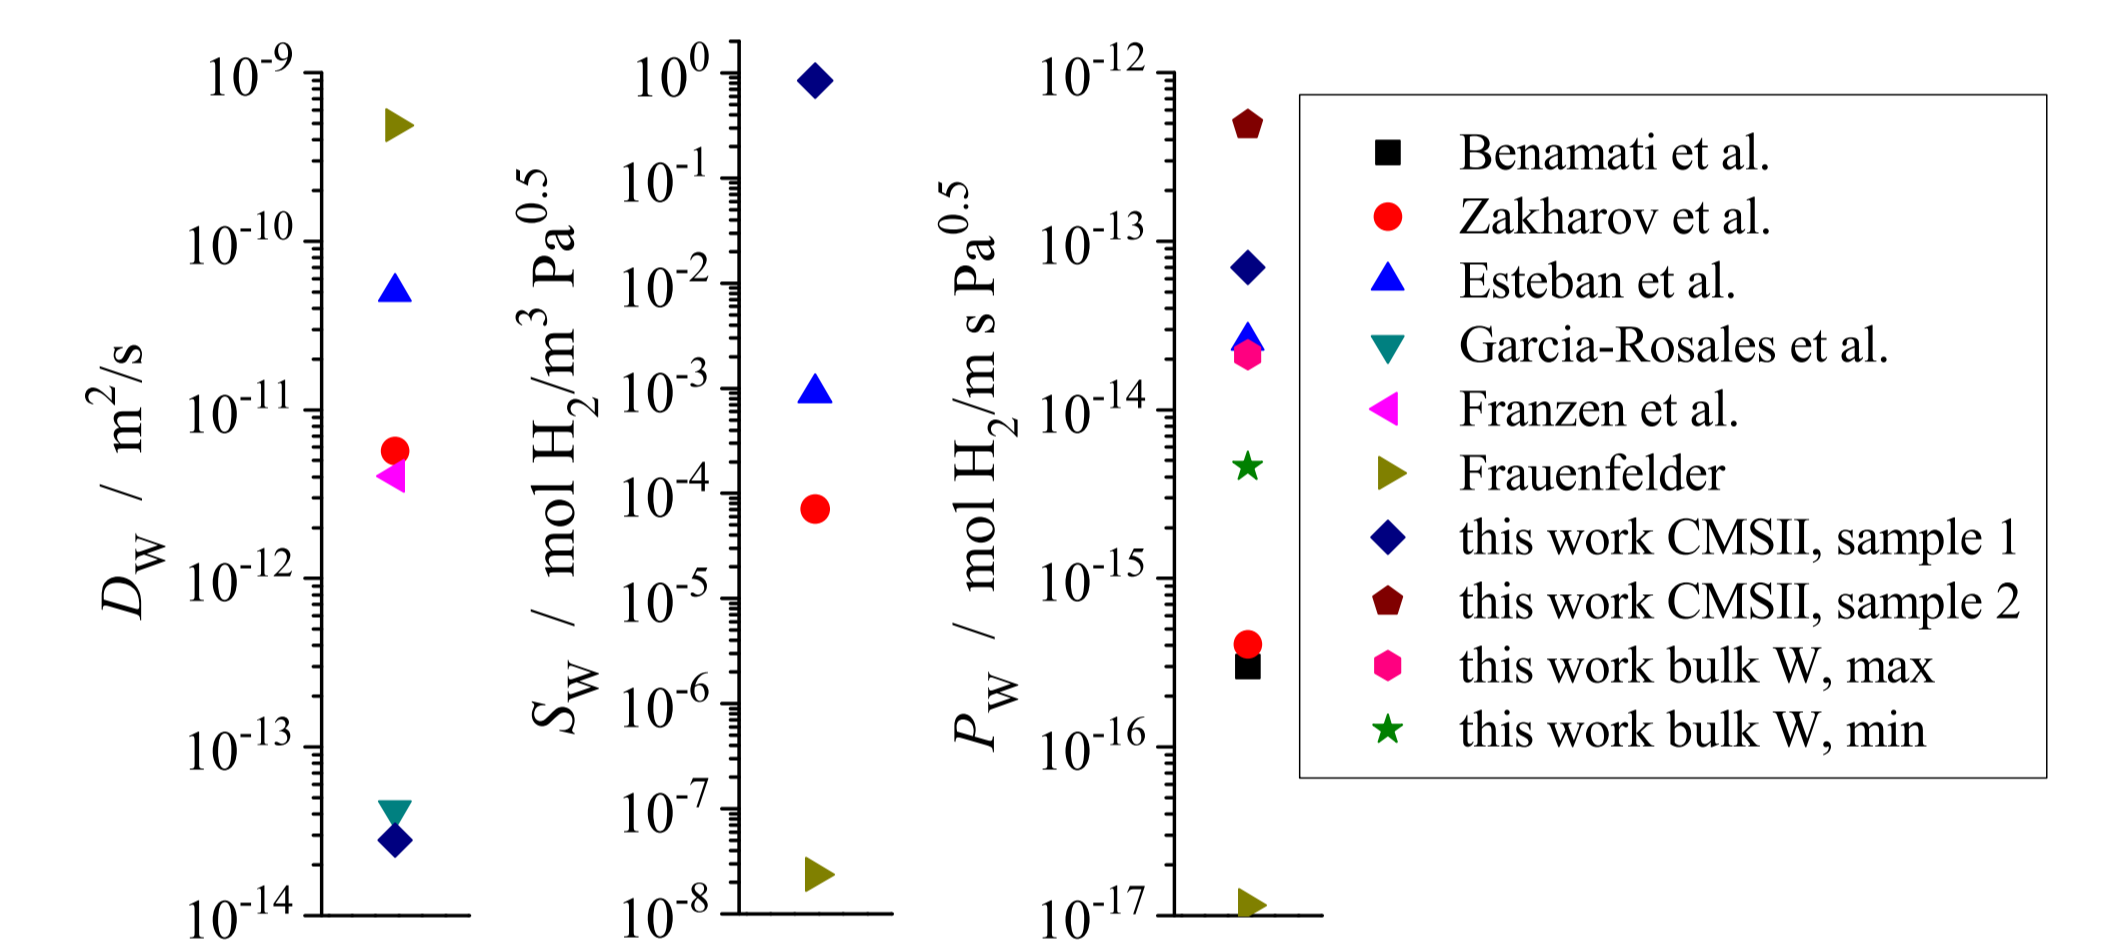 D_W / m^2/s
10^-9
10^-10
10^-11
10^-12
10^-13
10^-14
S_W / mol H_2/m^3 Pa^0.5
10^0
10^-1
10^-2
10^-3
10^-4
10^-5
10^-6
10^-7
10^-8
P_W / mol H_2/m s Pa^0.5
10^-12
10^-13
10^-14
10^-15
10^-16
10^-17
Benamati et al.
Zakharov et al.
Esteban et al.
Garcia-Rosales et al.
Franzen et al.
Frauenfelder
this work CMSII, sample 1
this work CMSII, sample 2
this work bulk W, max
this work bulk W, min